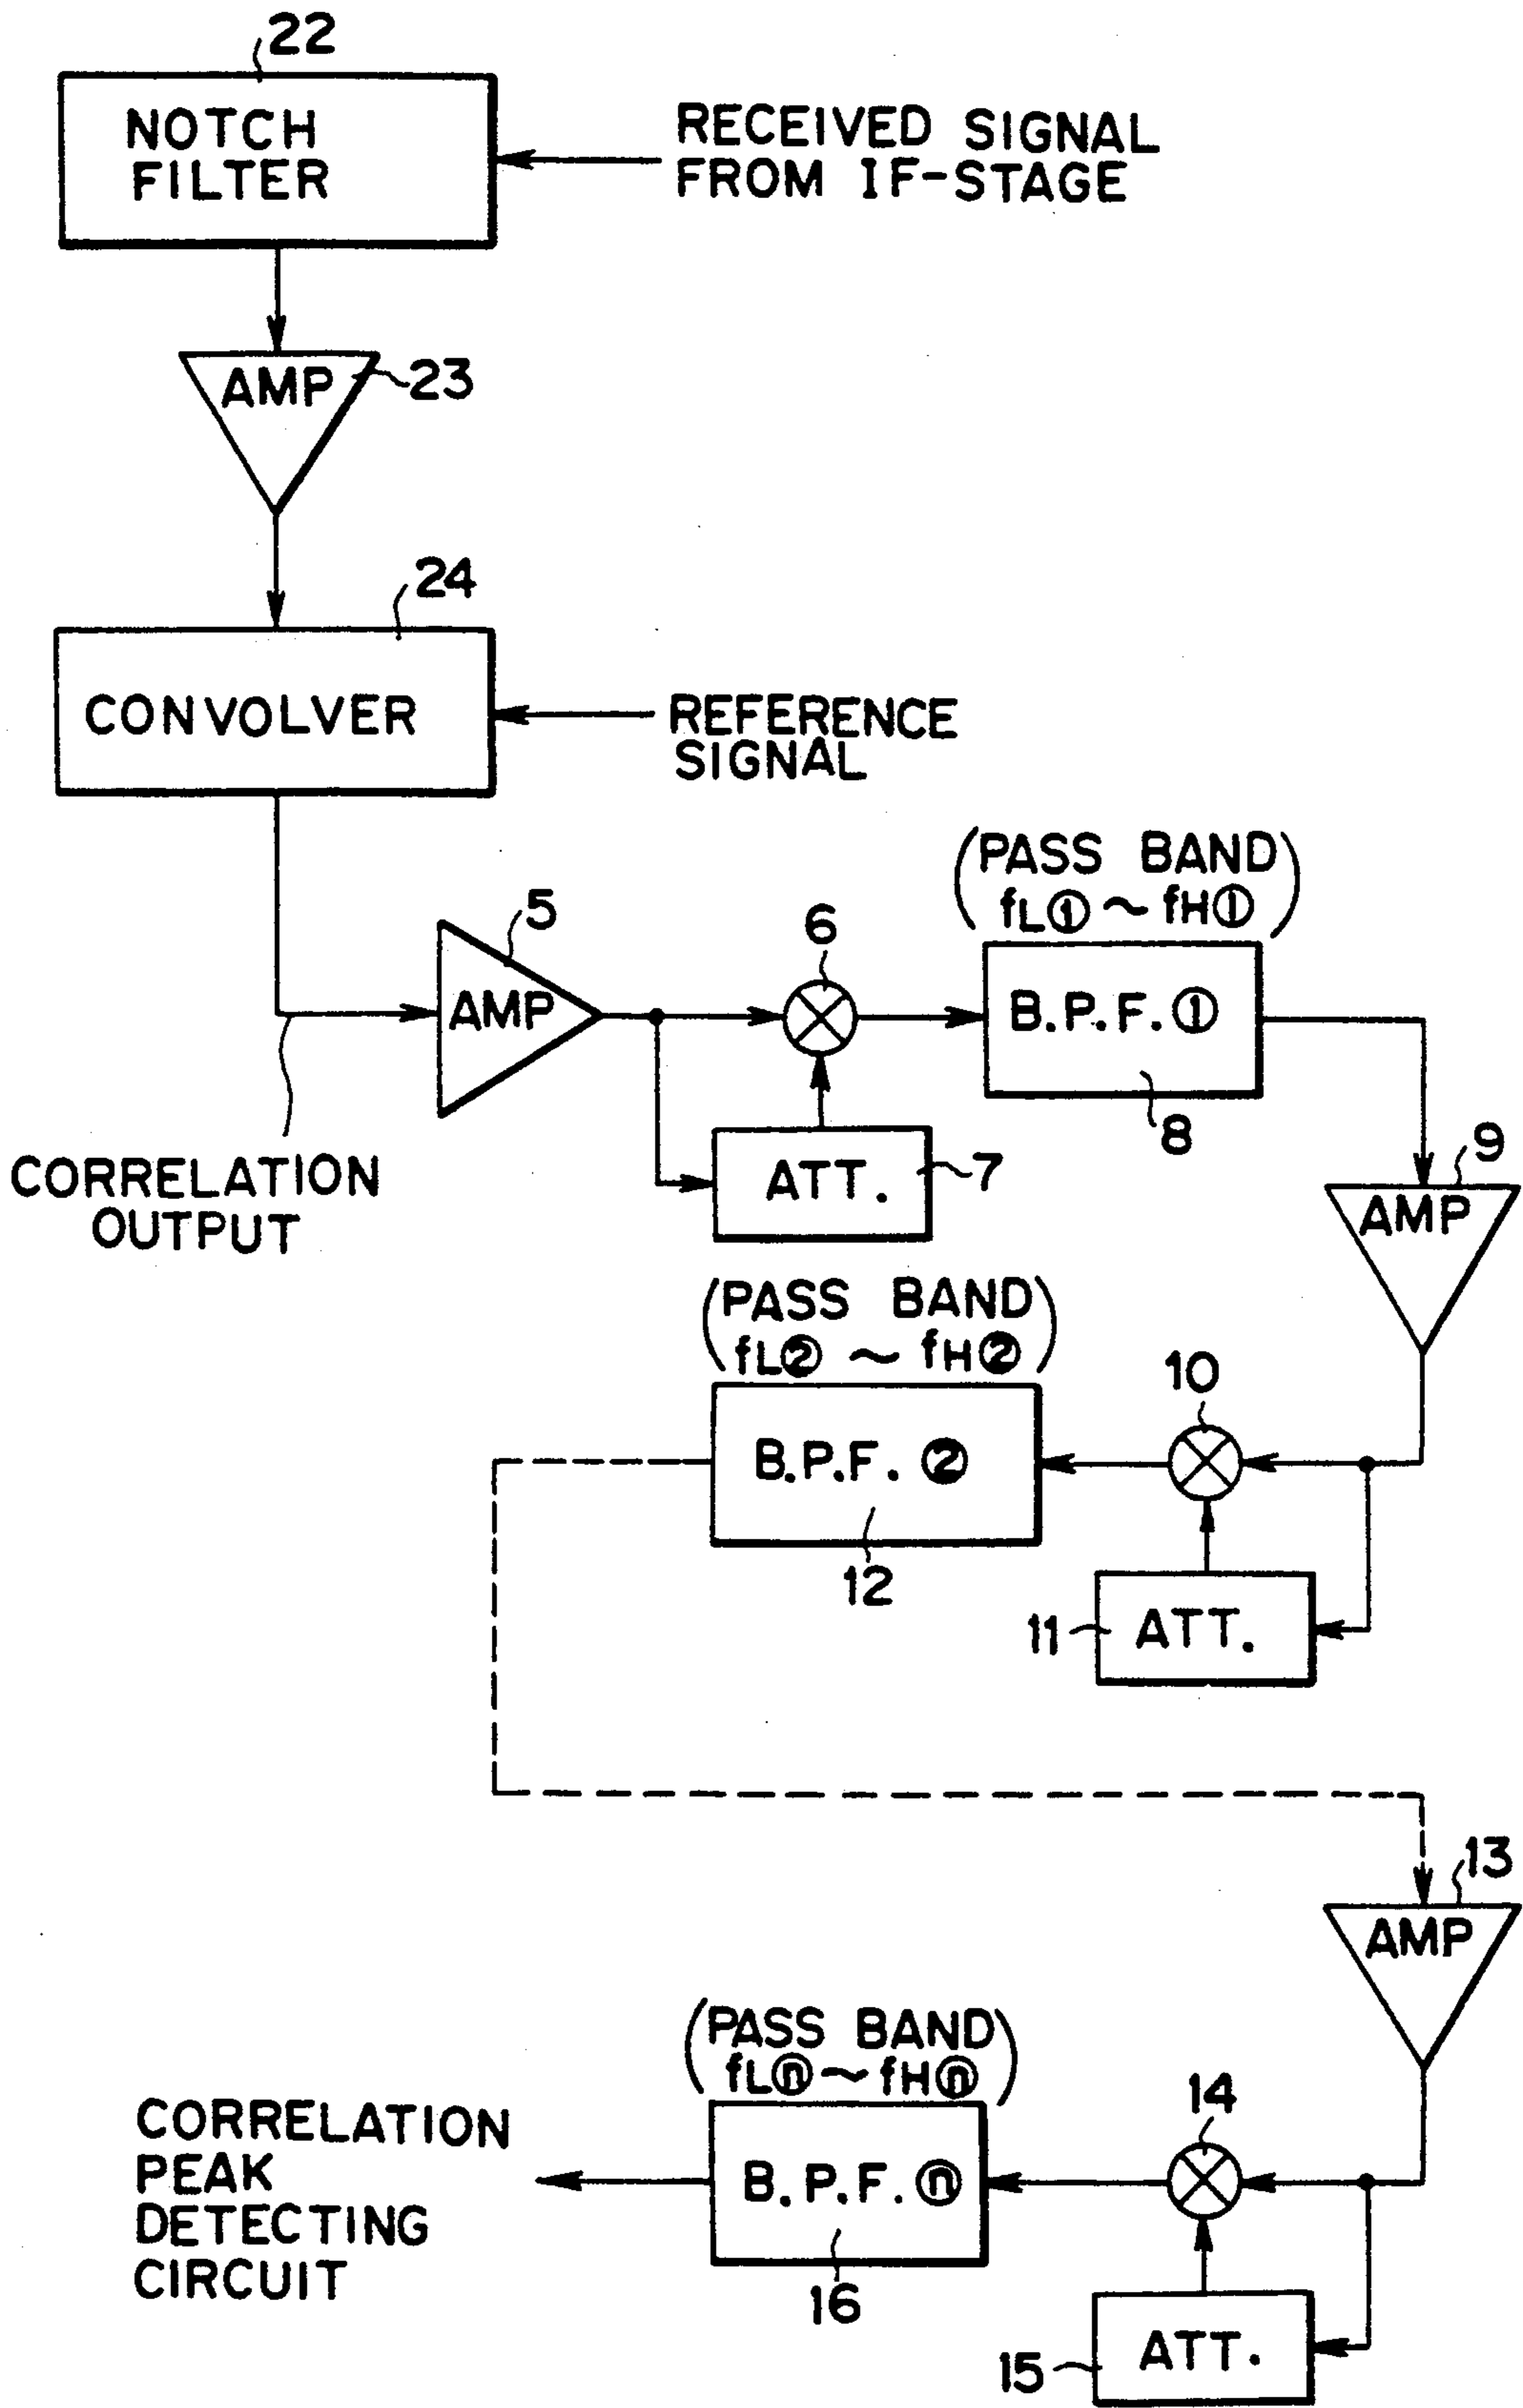 22
NOTCH
FILTER
RECEIVED SIGNAL
FROM IF-STAGE
AMP
23
24
CONVOLVER
REFERENCE
SIGNAL
(PASS BAND)
fL① ~ fH①
5
6
AMP
B.P.F. ①
8
ATT.
7
9
CORRELATION
OUTPUT
AMP
(PASS BAND)
fL② ~ fH②
10
B.P.F. ②
12
11
ATT.
13
AMP
(PASS BAND)
fLⓝ ~ fHⓝ
14
CORRELATION
PEAK
DETECTING
CIRCUIT
B.P.F. ⓝ
16
15
ATT.